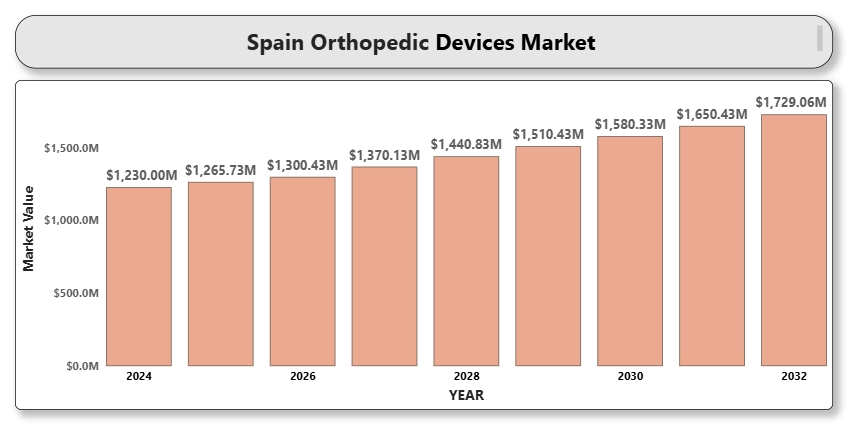 Spain Orthopedic Devices Market
$1,729.06M
$1,650.43M
$1,580.33M
$1,510.43M
$1,440.83M
$1,370.13M
$1,300.43M
$1,265.73M
$1,230.00M
$1,500.0M
$1,000.0M
$500.0M
$0.0M
Market Value
2024 2026 2028 2030 2032
YEAR